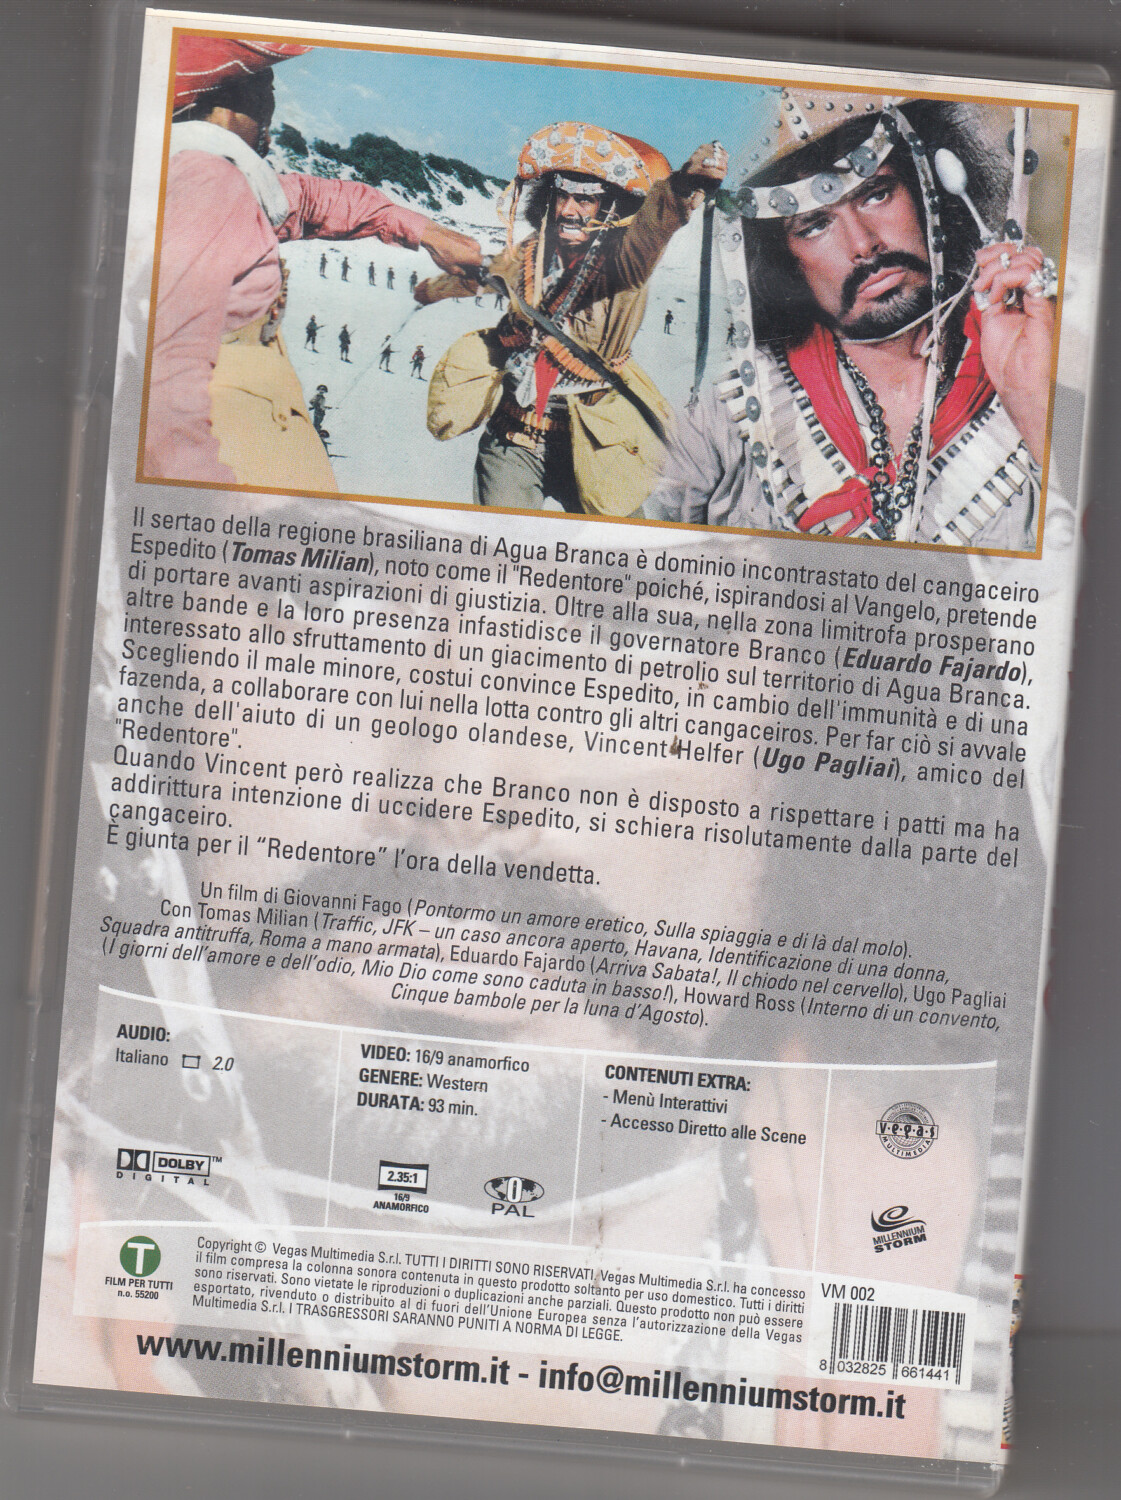 Il sertao della regione brasiliana di Agua Branca è dominio incontrastato del cangaceiro
Espedito (Tomas Milian), noto come il "Redentore" poiché, ispirandosi al Vangelo, pretende
di portare avanti aspirazioni di giustizia. Oltre alla sua, nella zona limitrofa prosperano
altre bande e la loro presenza infastidisce il governatore Branco (Eduardo Fajardo),
interessato allo sfruttamento di un giacimento di petrolio sul territorio di Agua Branca.
Scegliendo il male minore, costui convince Espedito, in cambio dell'immunità e di una
fazenda, a collaborare con lui nella lotta contro gli altri cangaceiros. Per far ciò si avvale
anche dell'aiuto di un geologo olandese, Vincent Helfer (Ugo Pagliai), amico del
"Redentore".
Quando Vincent però realizza che Branco non è disposto a rispettare i patti ma ha
addirittura intenzione di uccidere Espedito, si schiera risolutamente dalla parte del
cangaceiro.
È giunta per il “Redentore” l’ora della vendetta.
Un film di Giovanni Fago (Pontormo un amore eretico, Sulla spiaggia e di là dal molo).
Con Tomas Milian (Traffic, JFK – un caso ancora aperto, Havana, Identificazione di una donna,
Squadra antitruffa, Roma a mano armata), Eduardo Fajardo (Arriva Sabata!, Il chiodo nel cervello), Ugo Pagliai
(I giorni dell’amore e dell’odio, Mio Dio come sono caduta in basso!), Howard Ross (Interno di un convento,
Cinque bambole per la luna d’Agosto).
AUDIO:
Italiano 2.0
DOLBY™
DIGITAL
VIDEO: 16/9 anamorfico
GENERE: Western
DURATA: 93 min.
2.35:1
16/9
ANAMORFICO
0
PAL
CONTENUTI EXTRA:
- Menù Interattivi
- Accesso Diretto alle Scene
vegas
MULTIMEDIA
MILLENNIUM
STORM
T
FILM PER TUTTI
n.o. 55200
Copyright © Vegas Multimedia S.r.l. TUTTI I DIRITTI SONO RISERVATI. Vegas Multimedia S.r.l. ha concesso
il film compresa la colonna sonora contenuta in questo prodotto soltanto per uso domestico. Tutti i diritti
sono riservati. Sono vietate le riproduzioni o duplicazioni anche parziali. Questo prodotto non può essere
esportato, rivenduto o distribuito al di fuori dell’Unione Europea senza l’autorizzazione della Vegas
Multimedia S.r.l. I TRASGRESSORI SARANNO PUNITI A NORMA DI LEGGE.
VM 002
8 032825 661441
www.millenniumstorm.it - info@millenniumstorm.it